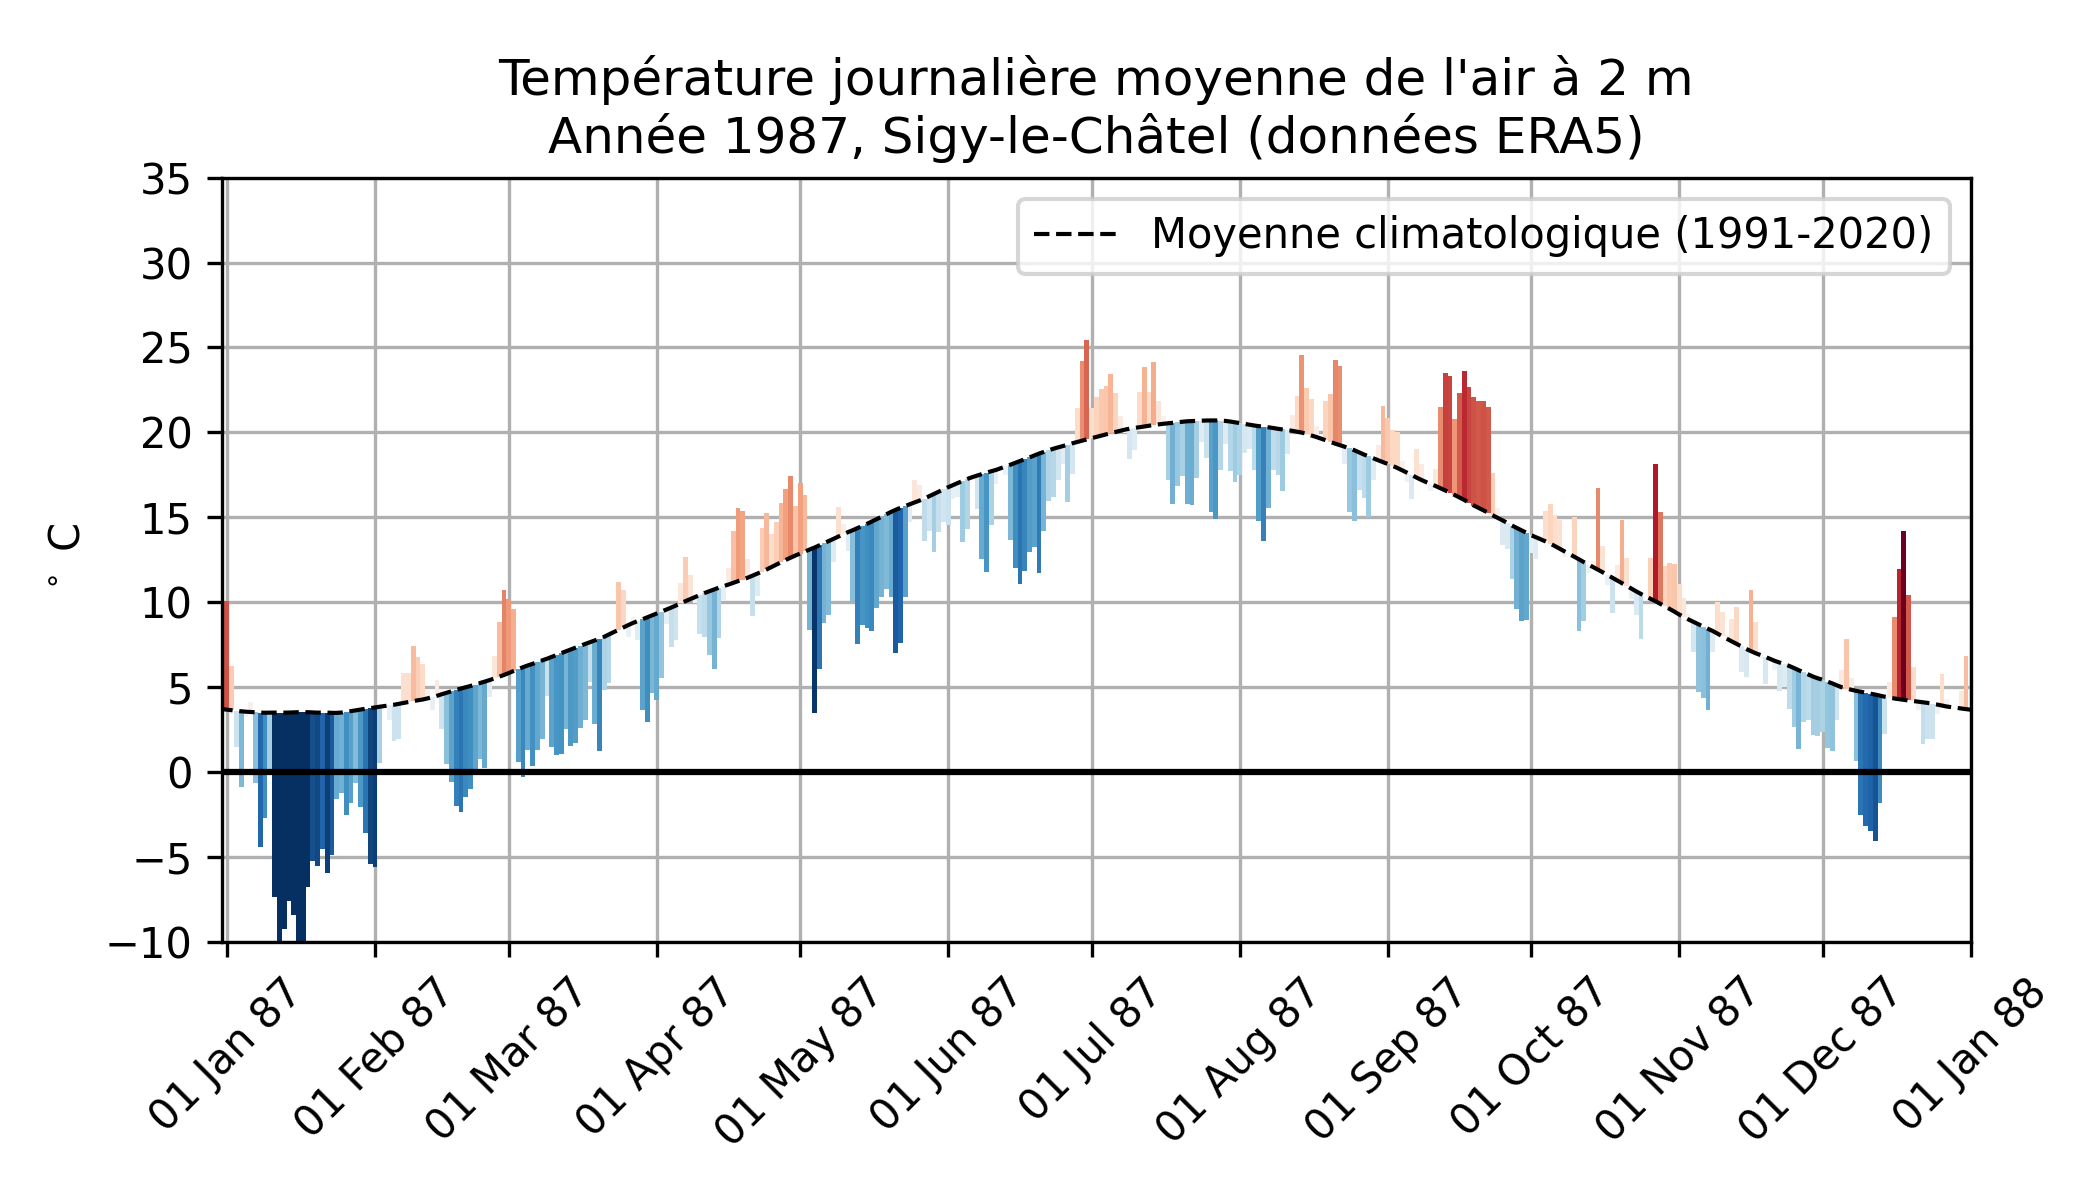 Température journalière moyenne de l'air à 2 m
Année 1987, Sigy-le-Châtel (données ERA5)
Moyenne climatologique (1991-2020)
° C
35
30
25
20
15
10
5
0
−5
−10
01 Jan 87
01 Feb 87
01 Mar 87
01 Apr 87
01 May 87
01 Jun 87
01 Jul 87
01 Aug 87
01 Sep 87
01 Oct 87
01 Nov 87
01 Dec 87
01 Jan 88